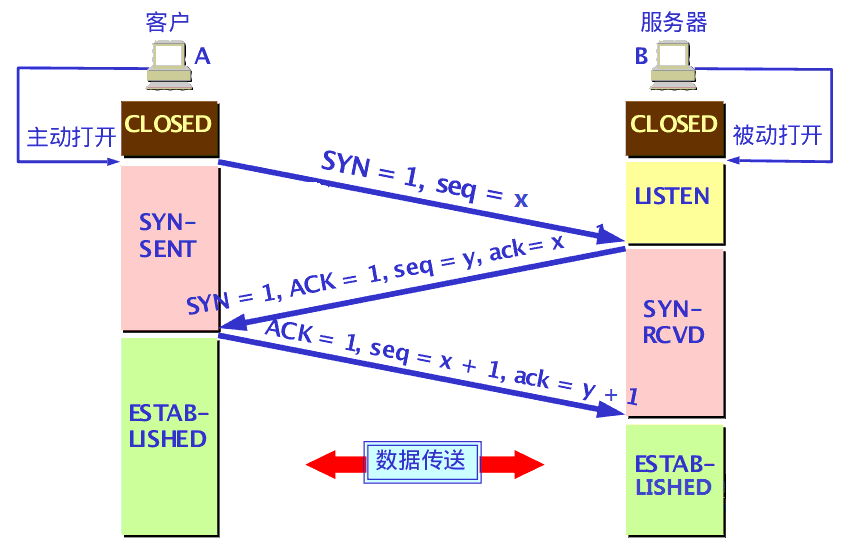 客户
服务器
A
B
CLOSED
CLOSED
主动打开
被动打开
SYN = 1, seq = x
LISTEN
SYN-
SENT
SYN = 1, ACK = 1, seq = y, ack= x 1
SYN-
RCVD
ACK = 1, seq = x + 1, ack = y + 1
ESTAB-
LISHED
数据传送
ESTAB-
LISHED